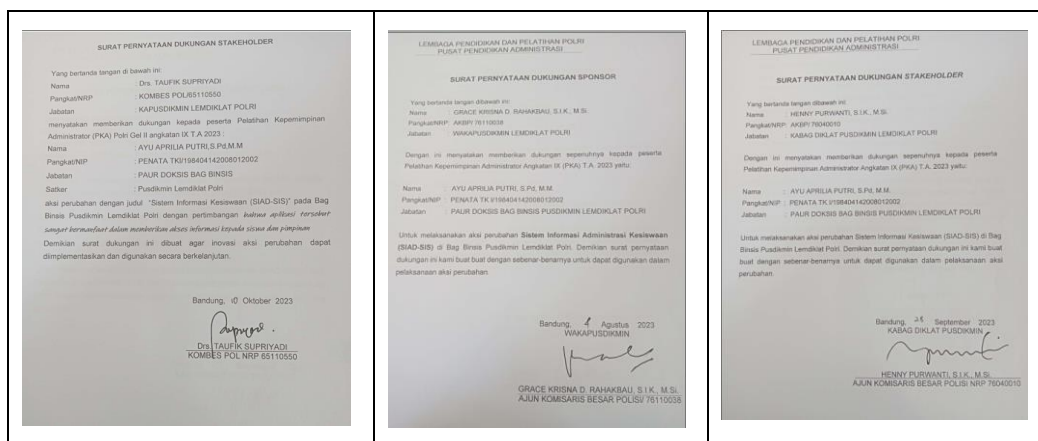 SURAT PERNYATAAN DUKUNGAN STAKEHOLDER
Yang bertanda tangan di bawah ini:
Nama : Drs. TAUFIK SUPRIYADI
Pangkat/NRP : KOMBES POL/65110550
Jabatan : KAPUSDIKMIN LEMDIKLAT POLRI
menyatakan memberikan dukungan kepada peserta Pelatihan Kepemimpinan
Administrator (PKA) Polri Gel II angkatan IX T.A 2023 :
Nama : AYU APRILIA PUTRI,S.Pd,M.M
Pangkat/NIP : PENATA TKI/198404142008012002
Jabatan : PAUR DOKSIS BAG BINSIS
Satker : Pusdikmin Lemdiklat Polri
aksi perubahan dengan judul "Sistem Informasi Kesiswaan (SIAD-SIS)" pada Bag
Binsis Pusdikmin Lemdiklat Polri dengan pertimbangan bahwa aplikasi tersebut
sangat bermanfaat dalam memberikan akses informasi kepada siswa dan pimpinan
Demikian surat dukungan ini dibuat agar inovasi aksi perubahan dapat
diimplementasikan dan digunakan secara berkelanjutan.
Bandung, 10 Oktober 2023
Drs. TAUFIK SUPRIYADI
KOMBES POL NRP 65110550
LEMBAGA PENDIDIKAN DAN PELATIHAN POLRI
PUSAT PENDIDIKAN ADMINISTRASI
SURAT PERNYATAAN DUKUNGAN SPONSOR
Yang bertanda tangan dibawah ini:
Nama : GRACE KRISNA D. RAHAKBAU, S.I.K., M.Si.
Pangkat/NRP: AKBP/ 76110038
Jabatan : WAKAPUSDIKMIN LEMDIKLAT POLRI
Dengan ini menyatakan memberikan dukungan sepenuhnya kepada peserta
Pelatihan Kepemimpinan Administrator Angkatan IX (PKA) T.A. 2023 yaitu:
Nama : AYU APRILIA PUTRI, S.Pd, M.M.
Pangkat/NRP : PENATA TK I/198404142008012002
Jabatan : PAUR DOKSIS BAG BINSIS PUSDIKMIN LEMDIKLAT POLRI
Untuk melaksanakan aksi perubahan Sistem Informasi Administrasi Kesiswaan
(SIAD-SIS) di Bag Binsis Pusdikmin Lemdiklat Polri. Demikian surat pernyataan
dukungan ini kami buat buat dengan sebenar-benarnya untuk dapat digunakan dalam
pelaksanaan aksi perubahan.
Bandung, 4 Agustus 2023
WAKAPUSDIKMIN
GRACE KRISNA D. RAHAKBAU, S.I.K., M.Si.
AJUN KOMISARIS BESAR POLISI/ 76110038
LEMBAGA PENDIDIKAN DAN PELATIHAN POLRI
PUSAT PENDIDIKAN ADMINISTRASI
SURAT PERNYATAAN DUKUNGAN STAKEHOLDER
Yang bertanda tangan dibawah ini:
Nama : HENNY PURWANTI, S.I.K., M.Si.
Pangkat/NRP: AKBP/ 76040010
Jabatan : KABAG DIKLAT PUSDIKMIN LEMDIKLAT POLRI
Dengan ini menyatakan memberikan dukungan sepenuhnya kepada peserta
Pelatihan Kepemimpinan Administrator Angkatan IX (PKA) T.A. 2023 yaitu:
Nama : AYU APRILIA PUTRI, S.Pd, M.M.
Pangkat/NRP : PENATA TK I/198404142008012002
Jabatan : PAUR DOKSIS BAG BINSIS PUSDIKMIN LEMDIKLAT POLRI
Untuk melaksanakan aksi perubahan Sistem Informasi Kesiswaan (SIAD-SIS) di Bag
Binsis Pusdikmin Lemdiklat Polri. Demikian surat pernyataan dukungan ini kami buat
buat dengan sebenar-benarnya untuk dapat digunakan dalam pelaksanaan aksi
perubahan.
Bandung, September 2023
KABAG DIKLAT PUSDIKMIN
HENNY PURWANTI, S.I.K., M.Si.
AJUN KOMISARIS BESAR POLISI NRP 76040010